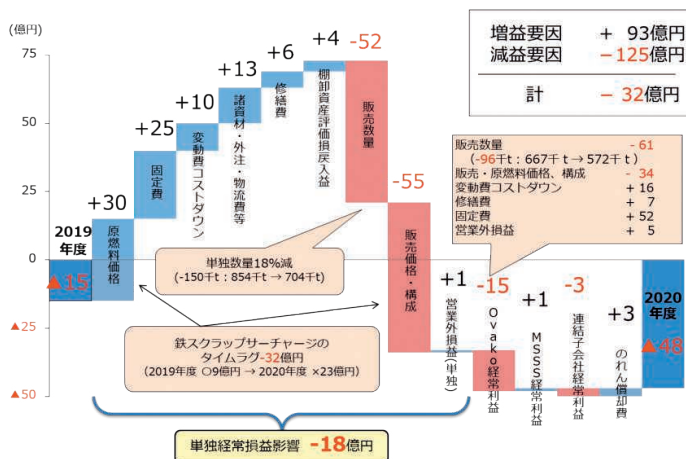 (億円)
75
50
25
0
▲25
▲50
2019
年度
▲15
+30
原燃料価格
+25
固定費
+10
変動費コストダウン
+13
諸資材・外注・物流費等
+6
修繕費
+4
棚卸資産評価損戻入益
-52
販売数量
-55
販売価格・構成
+1
営業外損益(単独)
-15
Ovako経常利益
+1
MSSS経常利益
-3
連結子会社経常利益
+3
のれん償却費
2020
年度
▲48
増益要因 + 93億円
減益要因 -125億円
計 - 32億円
販売数量 - 61
(-96千t:667千t→572千t)
販売・原燃料価格、構成 - 34
変動費コストダウン + 16
修繕費 + 7
固定費 + 52
営業外損益 + 5
単独数量18%減
(-150千t:854千t → 704千t)
鉄スクラップサーチャージの
タイムラグ-32億円
(2019年度 〇9億円 → 2020年度 ×23億円)
単独経常損益影響 -18億円